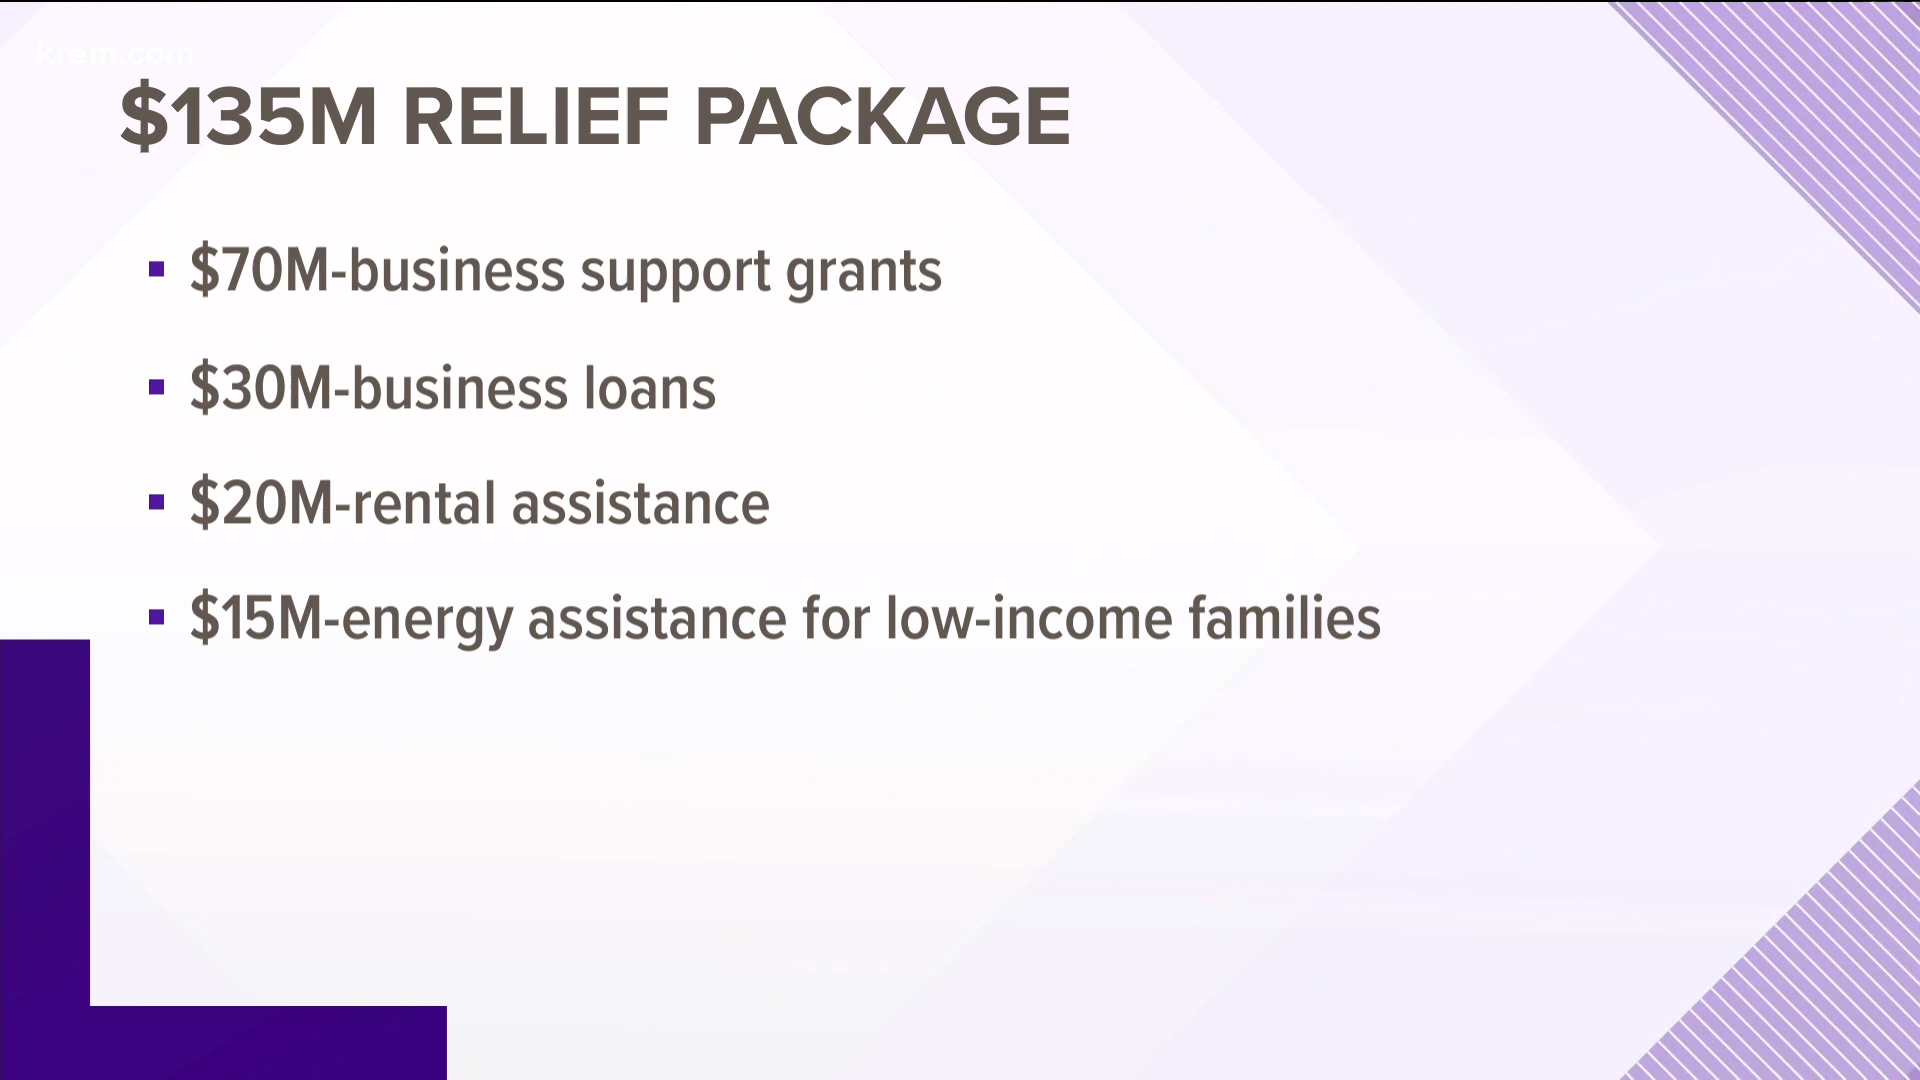 krem.com
$135M RELIEF PACKAGE
▪ $70M-business support grants
▪ $30M-business loans
▪ $20M-rental assistance
▪ $15M-energy assistance for low-income families